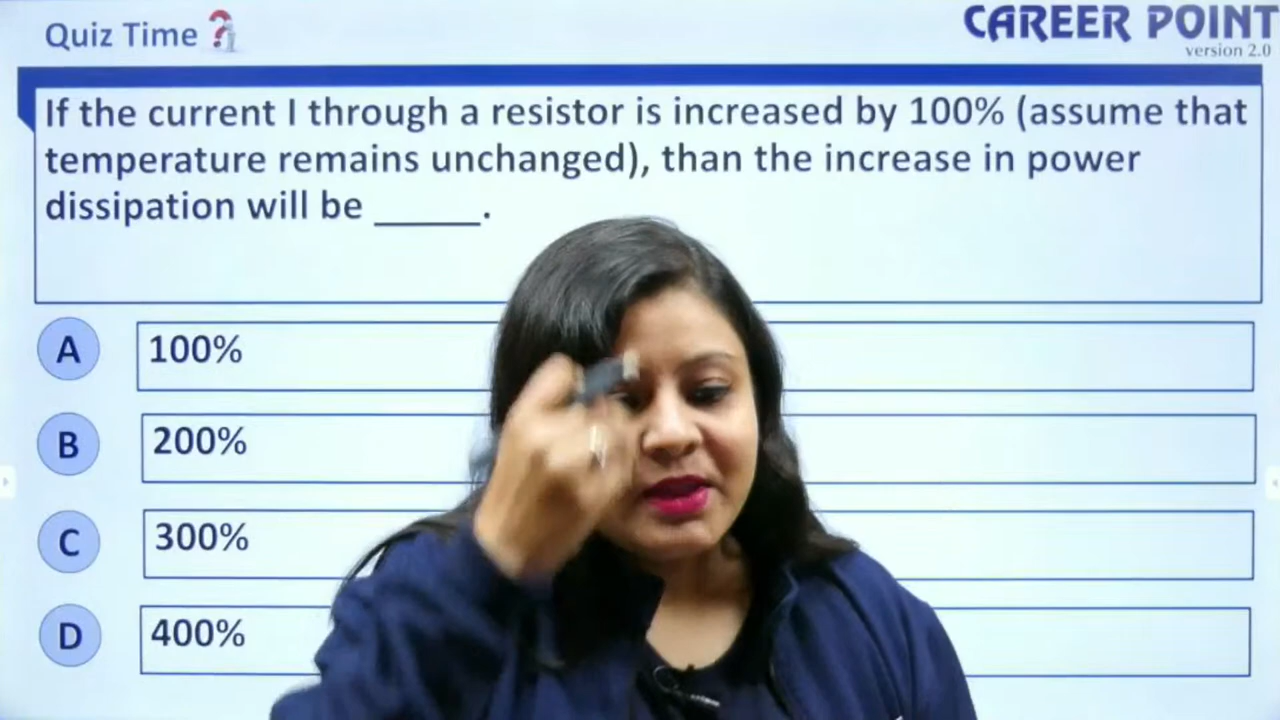 Quiz Time
CAREER POINT
version 2.0
If the current I through a resistor is increased by 100% (assume that
temperature remains unchanged), than the increase in power
dissipation will be _____.
A 100%
B 200%
C 300%
D 400%